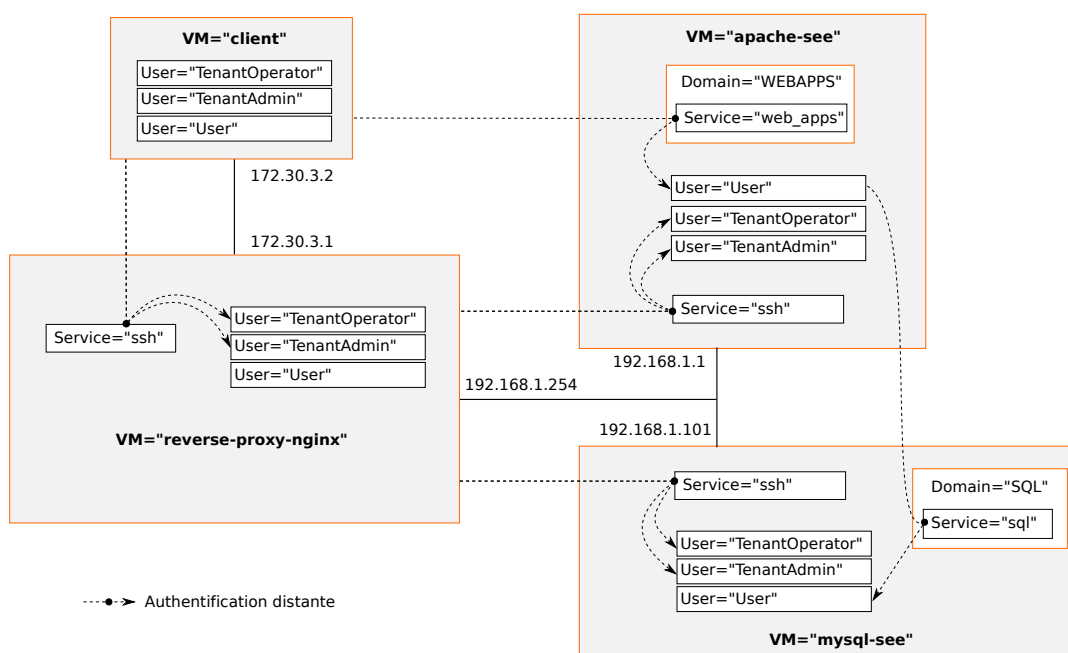 VM="client"
User="TenantOperator"
User="TenantAdmin"
User="User"
172.30.3.2
172.30.3.1
VM="apache-see"
Domain="WEBAPPS"
Service="web_apps"
User="User"
User="TenantOperator"
User="TenantAdmin"
Service="ssh"
Service="ssh"
User="TenantOperator"
User="TenantAdmin"
User="User"
VM="reverse-proxy-nginx"
192.168.1.1
192.168.1.254
192.168.1.101
Service="ssh"
Domain="SQL"
Service="sql"
User="TenantOperator"
User="TenantAdmin"
User="User"
VM="mysql-see"
Authentification distante